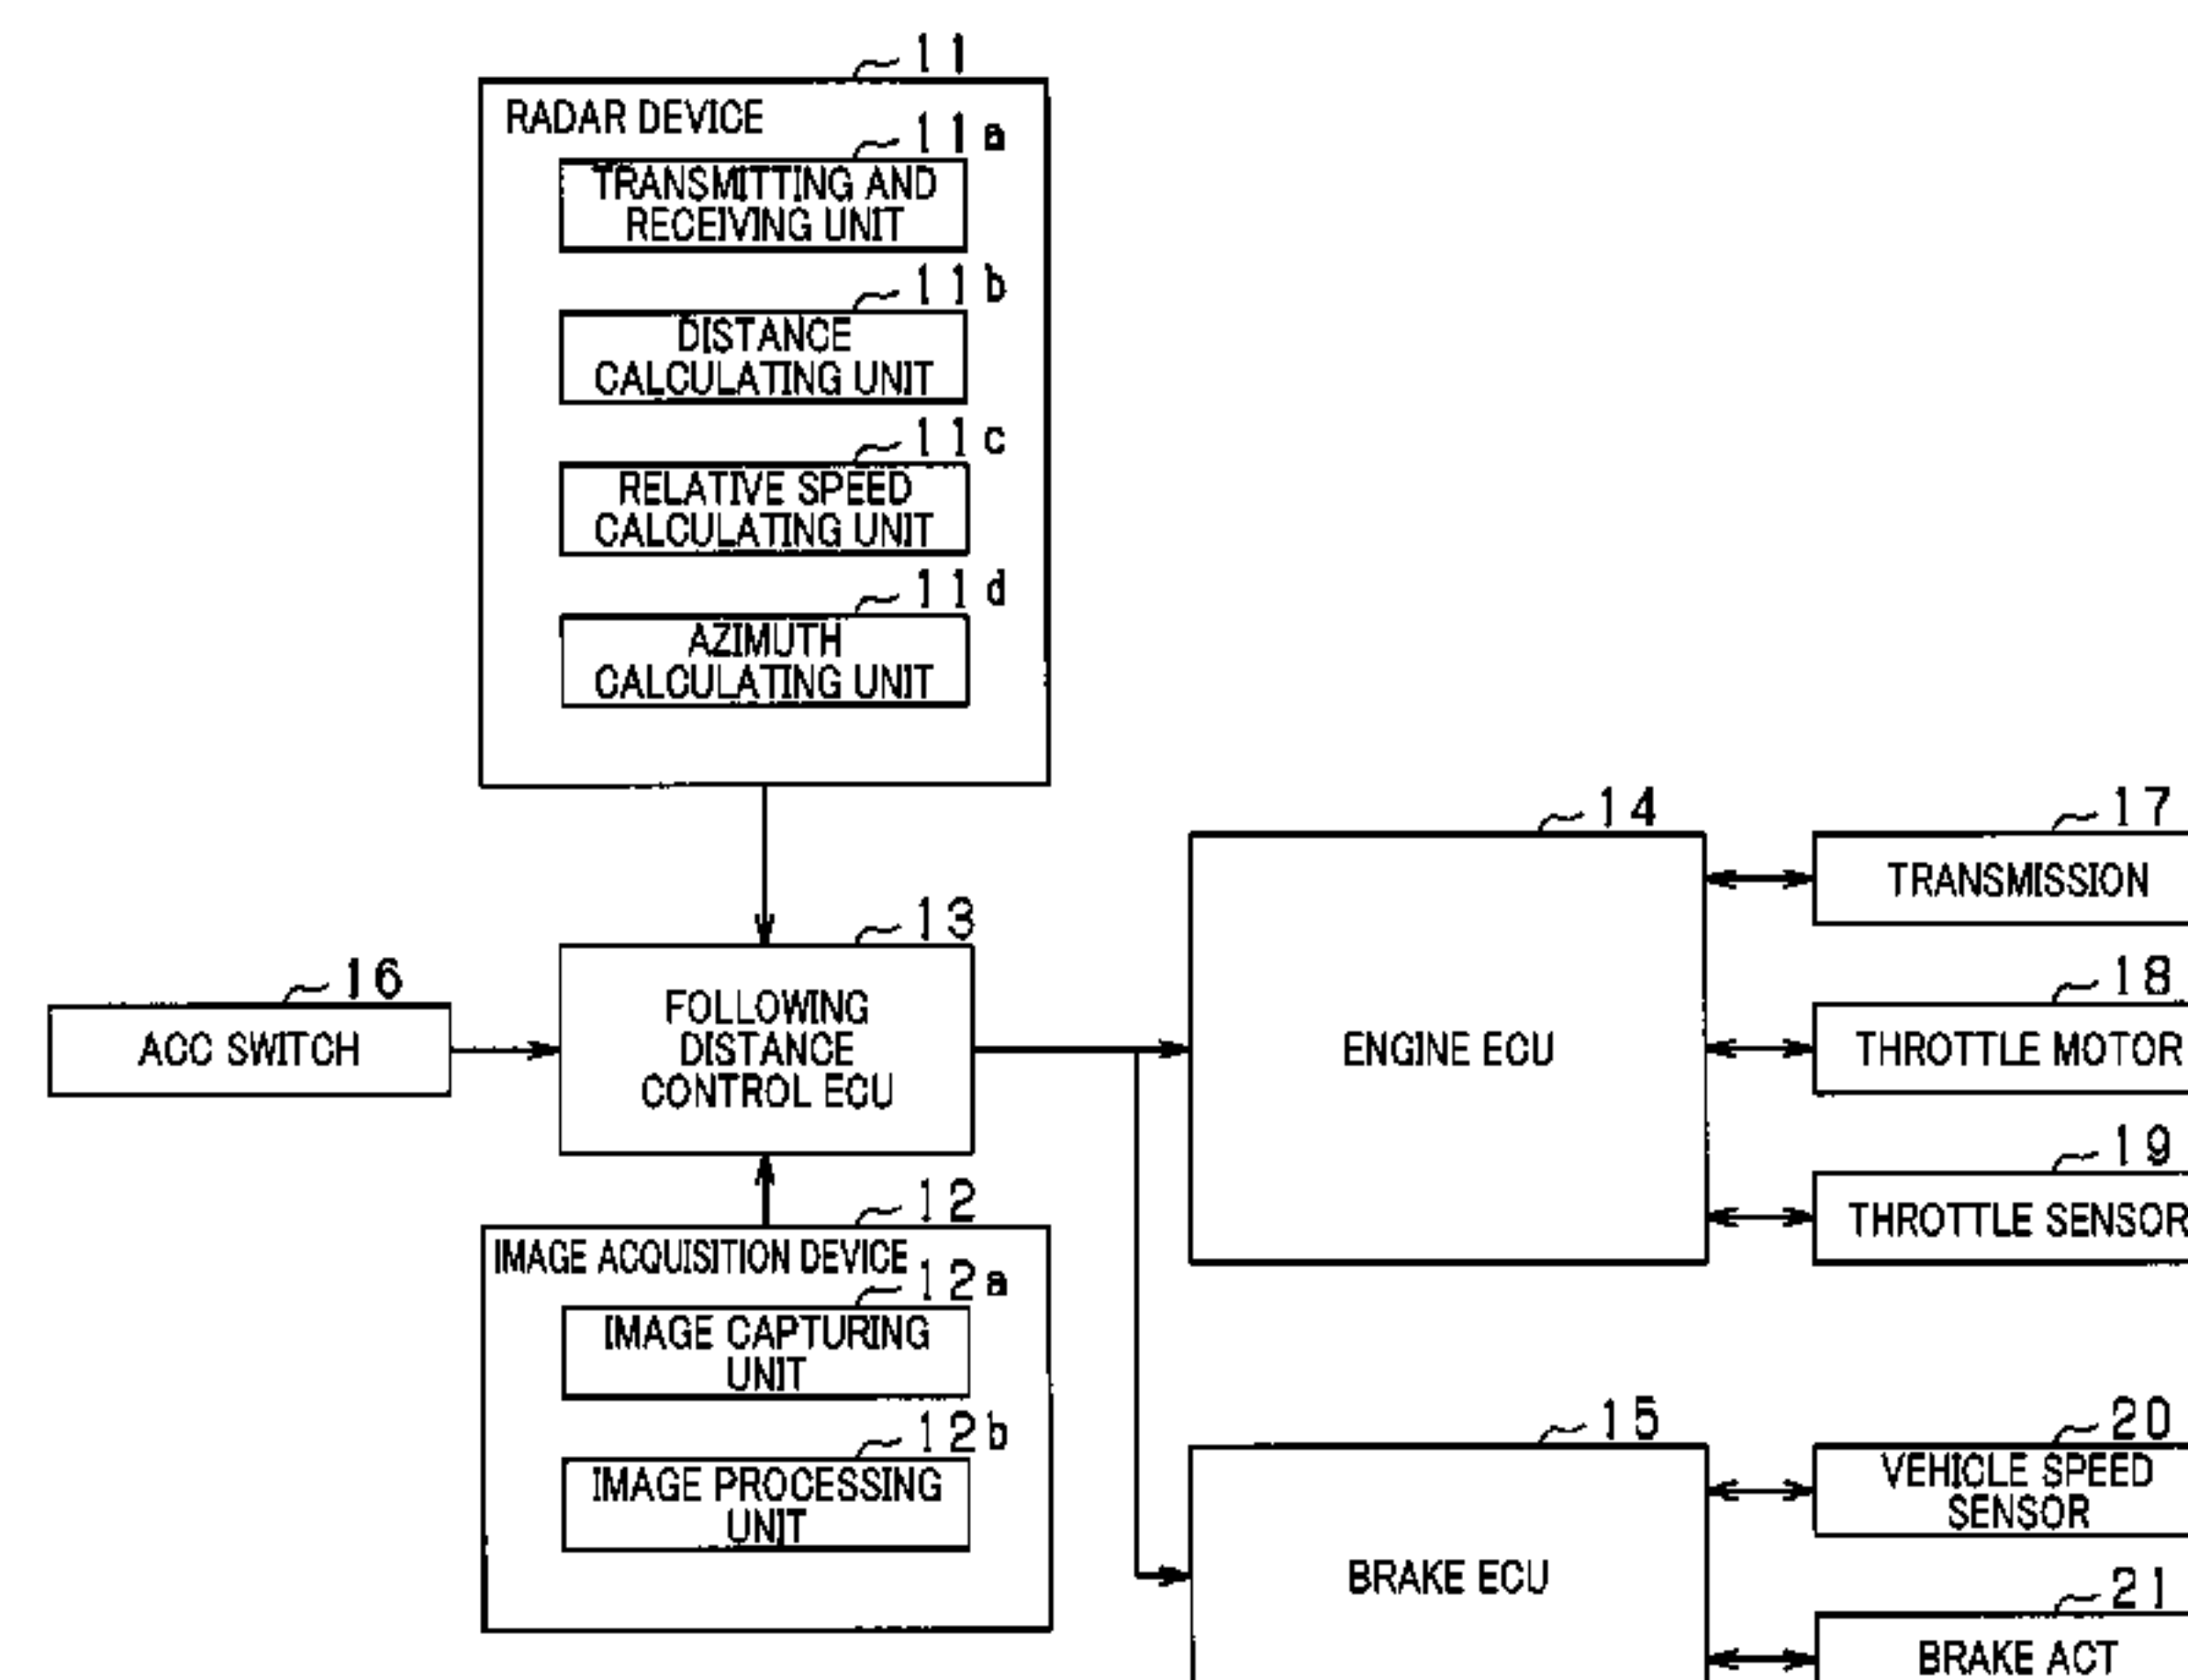 11
RADAR DEVICE
11a
TRANSMITTING AND
RECEIVING UNIT
11b
DISTANCE
CALCULATING UNIT
11c
RELATIVE SPEED
CALCULATING UNIT
11d
AZIMUTH
CALCULATING UNIT
16
ACC SWITCH
13
FOLLOWING
DISTANCE
CONTROL ECU
12
IMAGE ACQUISITION DEVICE
12a
IMAGE CAPTURING
UNIT
12b
IMAGE PROCESSING
UNIT
14
ENGINE ECU
17
TRANSMISSION
18
THROTTLE MOTOR
19
THROTTLE SENSOR
15
BRAKE ECU
20
VEHICLE SPEED
SENSOR
21
BRAKE ACT